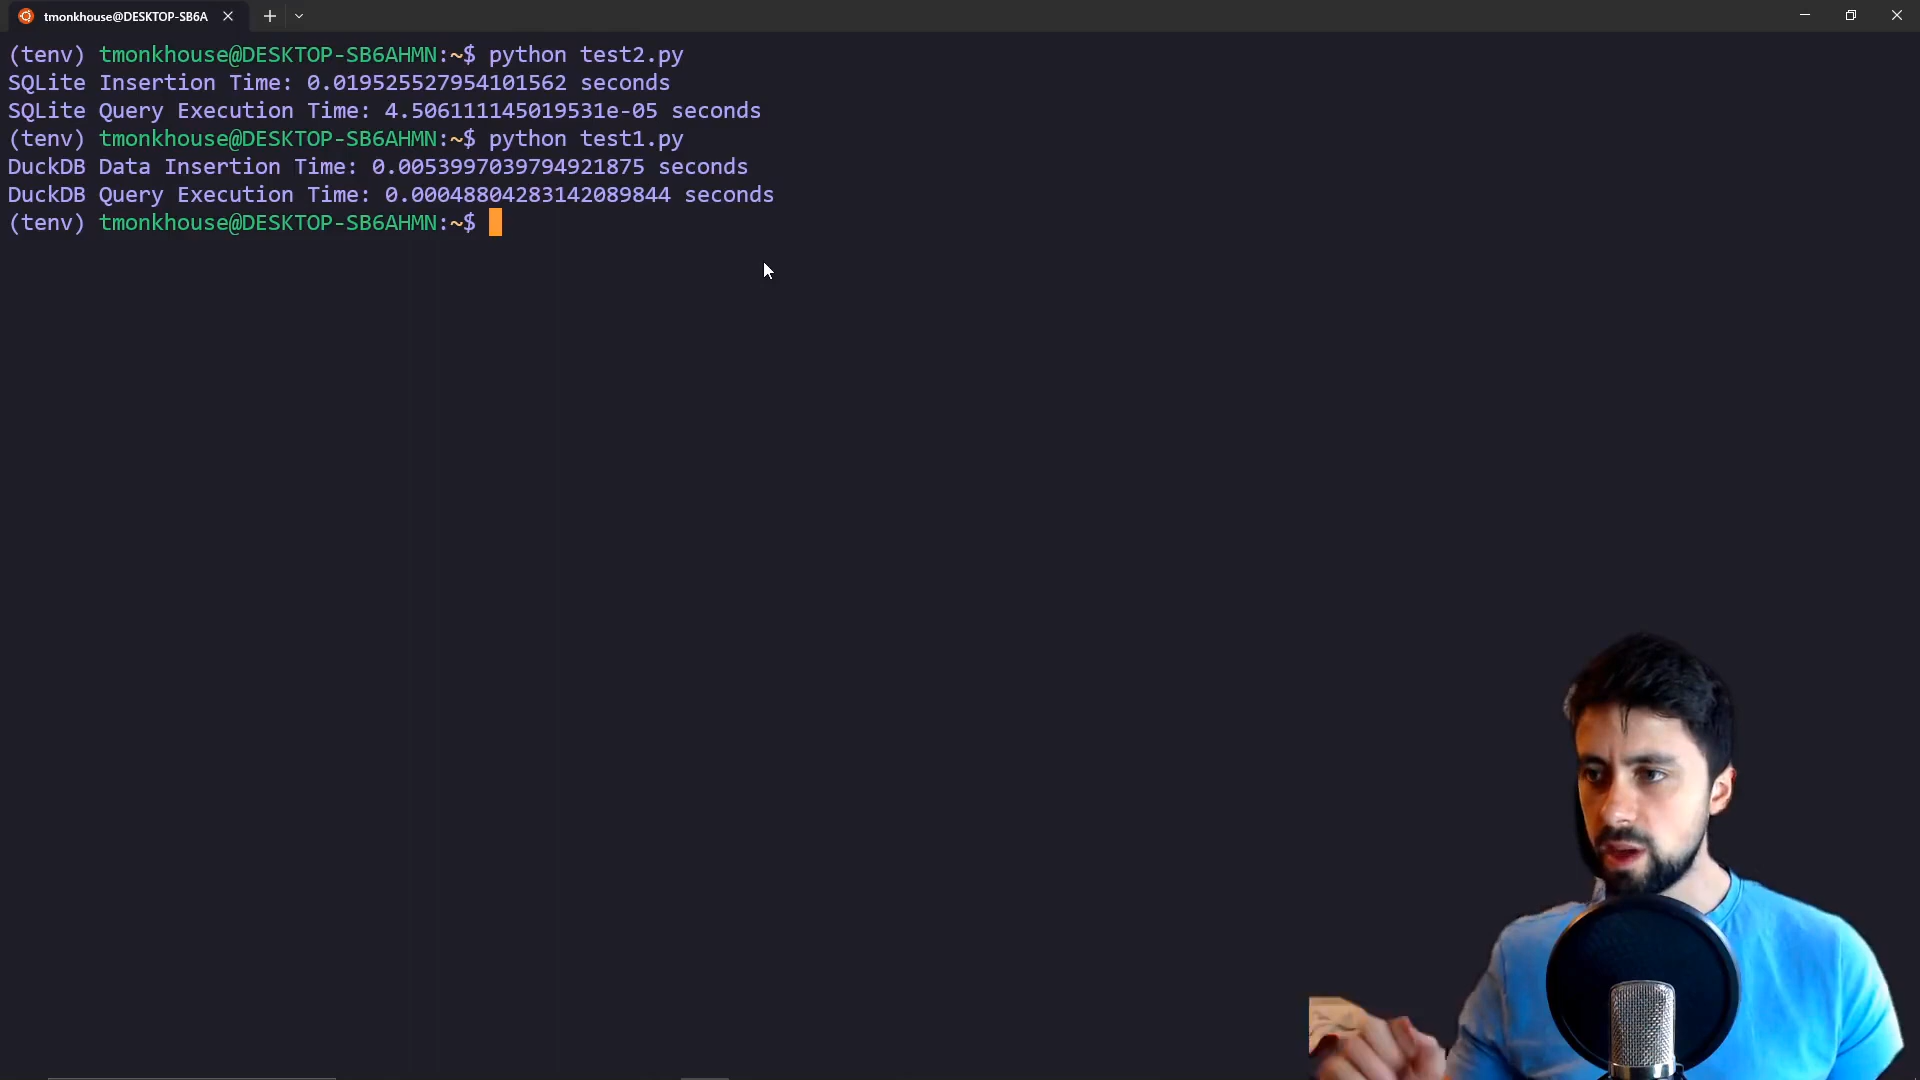 tmonkhouse@DESKTOP-SB6A
(tenv) tmonkhouse@DESKTOP-SB6AHMN:~$ python test2.py
SQLite Insertion Time: 0.019525527954101562 seconds
SQLite Query Execution Time: 4.506111145019531e-05 seconds
(tenv) tmonkhouse@DESKTOP-SB6AHMN:~$ python test1.py
DuckDB Data Insertion Time: 0.0053997039794921875 seconds
DuckDB Query Execution Time: 0.00048804283142089844 seconds
(tenv) tmonkhouse@DESKTOP-SB6AHMN:~$